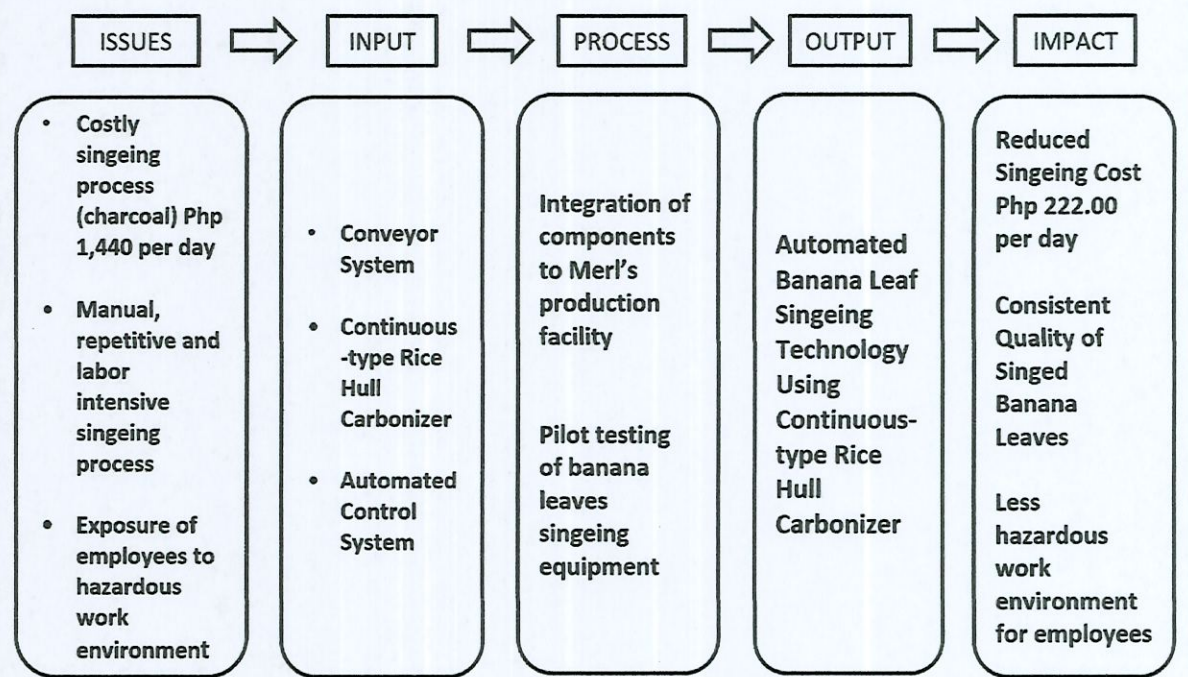 ISSUES
INPUT
PROCESS
OUTPUT
IMPACT
• Costly
singeing
process
(charcoal) Php
1,440 per day
• Manual,
repetitive and
labor
intensive
singeing
process
• Exposure of
employees to
hazardous
work
environment
• Conveyor
System
• Continuous
-type Rice
Hull
Carbonizer
• Automated
Control
System
Integration of
components
to Merl's
production
facility
Pilot testing
of banana
leaves
singeing
equipment
Automated
Banana Leaf
Singeing
Technology
Using
Continuous-
type Rice
Hull
Carbonizer
Reduced
Singeing Cost
Php 222.00
per day
Consistent
Quality of
Singed
Banana
Leaves
Less
hazardous
work
environment
for employees